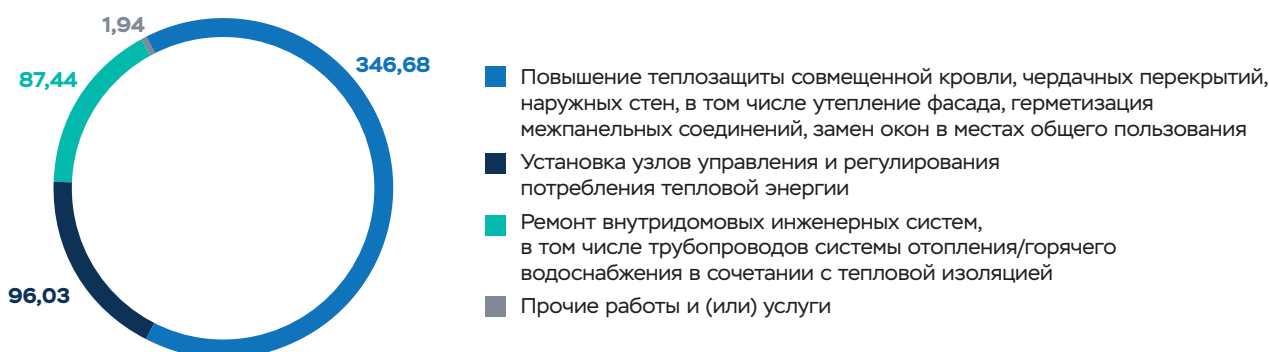 1,94
87,44
346,68
96,03
Повышение теплозащиты совмещенной кровли, чердачных перекрытий,
наружных стен, в том числе утепление фасада, герметизация
межпанельных соединений, замен окон в местах общего пользования
Установка узлов управления и регулирования
потребления тепловой энергии
Ремонт внутридомовых инженерных систем,
в том числе трубопроводов системы отопления/горячего
водоснабжения в сочетании с тепловой изоляцией
Прочие работы и (или) услуги